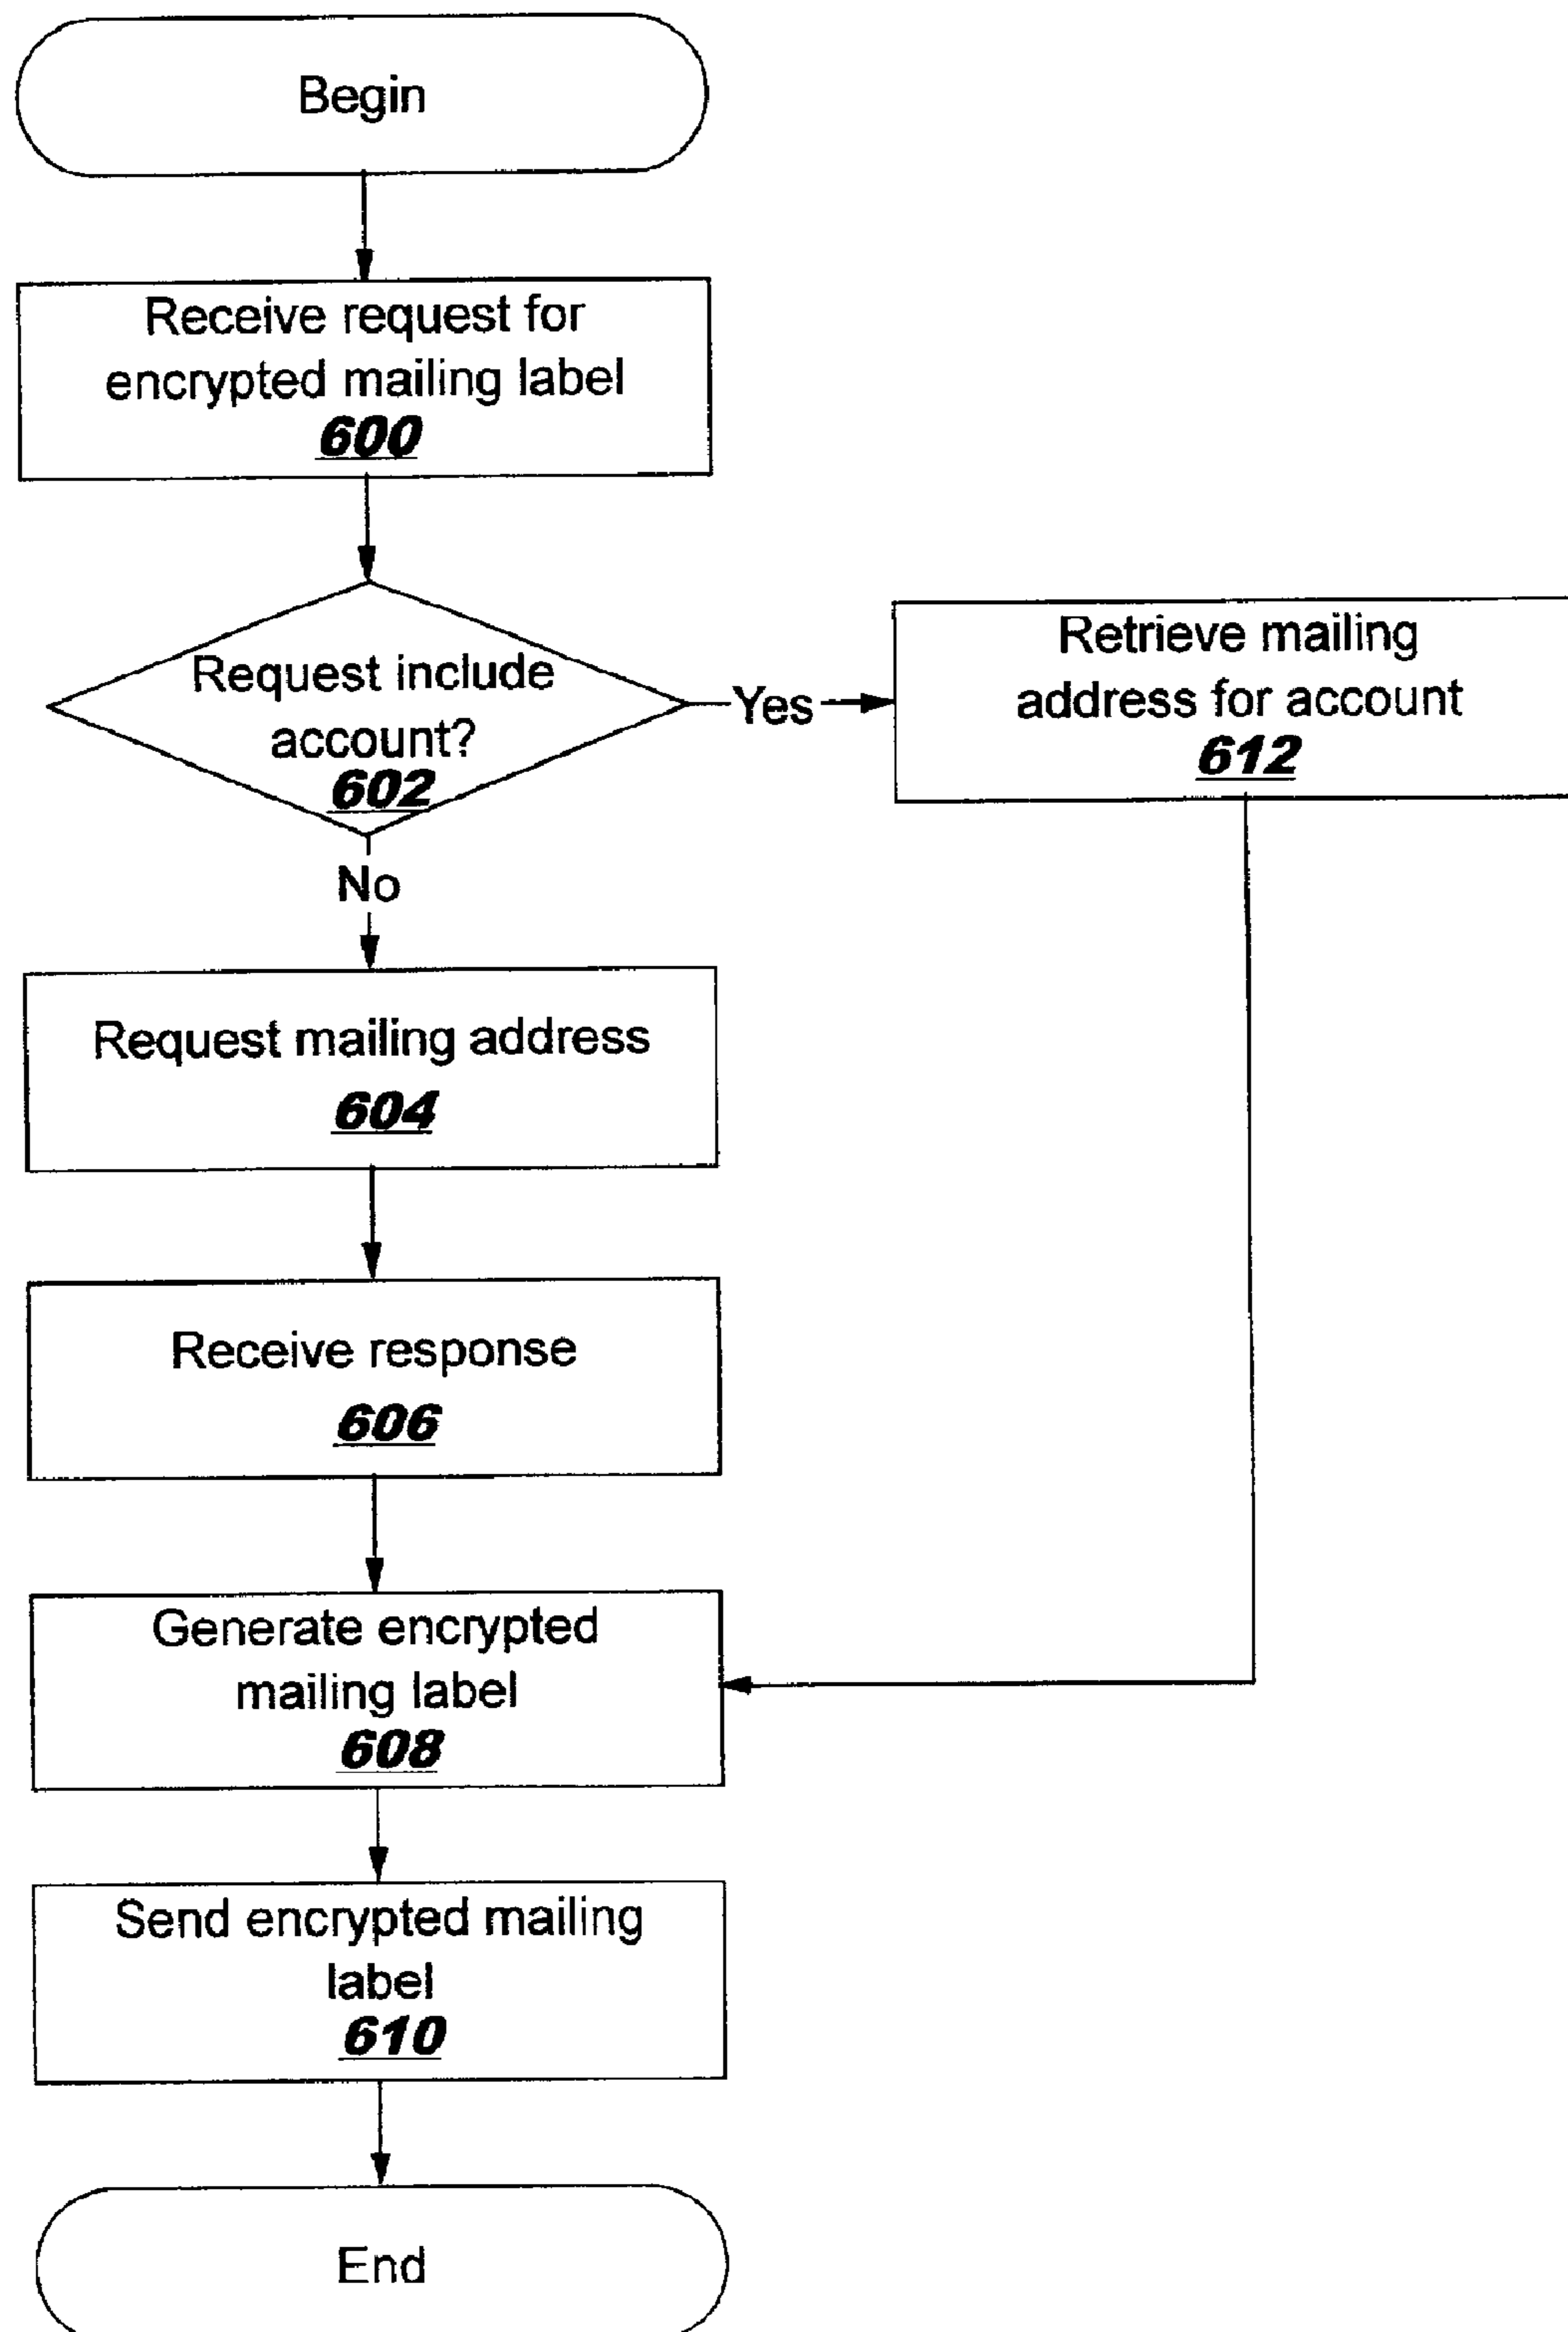 Begin
Receive request for
encrypted mailing label
600
Request include
account?
602
Yes
Retrieve mailing
address for account
612
No
Request mailing address
604
Receive response
606
Generate encrypted
mailing label
608
Send encrypted mailing
label
610
End